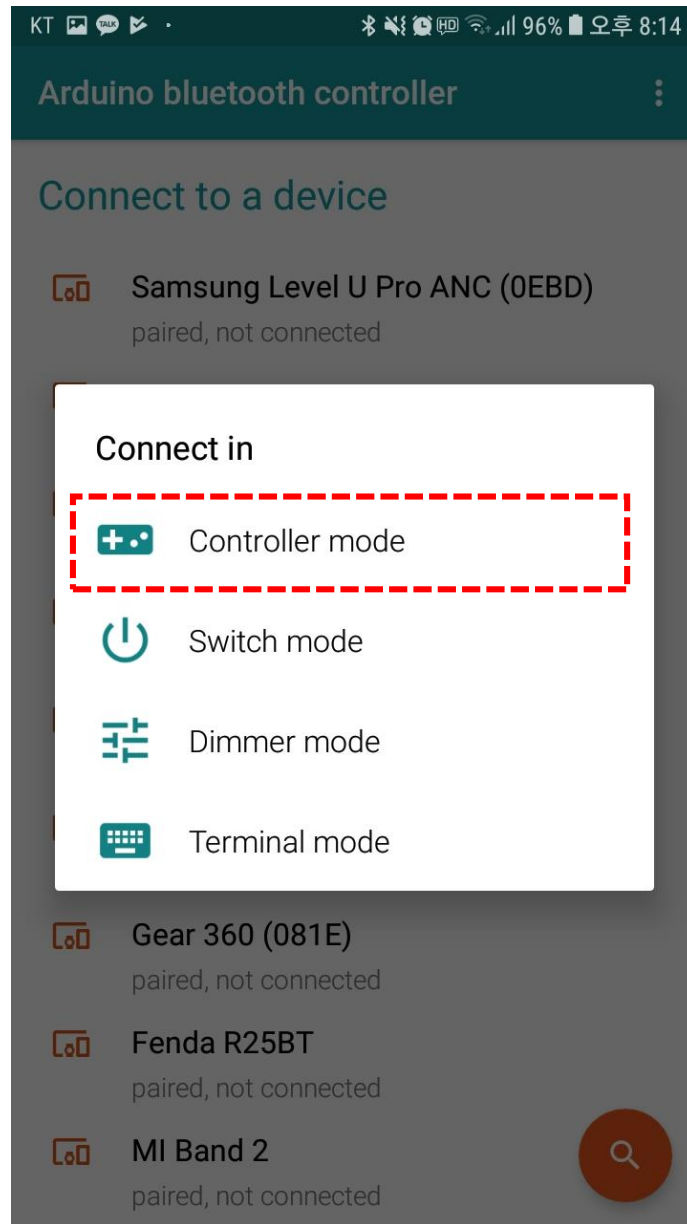 KT TALK HD 96% 오후 8:14
Arduino bluetooth controller
Connect to a device
Samsung Level U Pro ANC (0EBD)
paired, not connected
Connect in
Controller mode
Switch mode
Dimmer mode
Terminal mode
Gear 360 (081E)
paired, not connected
Fenda R25BT
paired, not connected
MI Band 2
paired, not connected